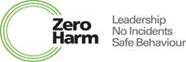 Zero
Harm
Leadership
No Incidents
Safe Behaviour